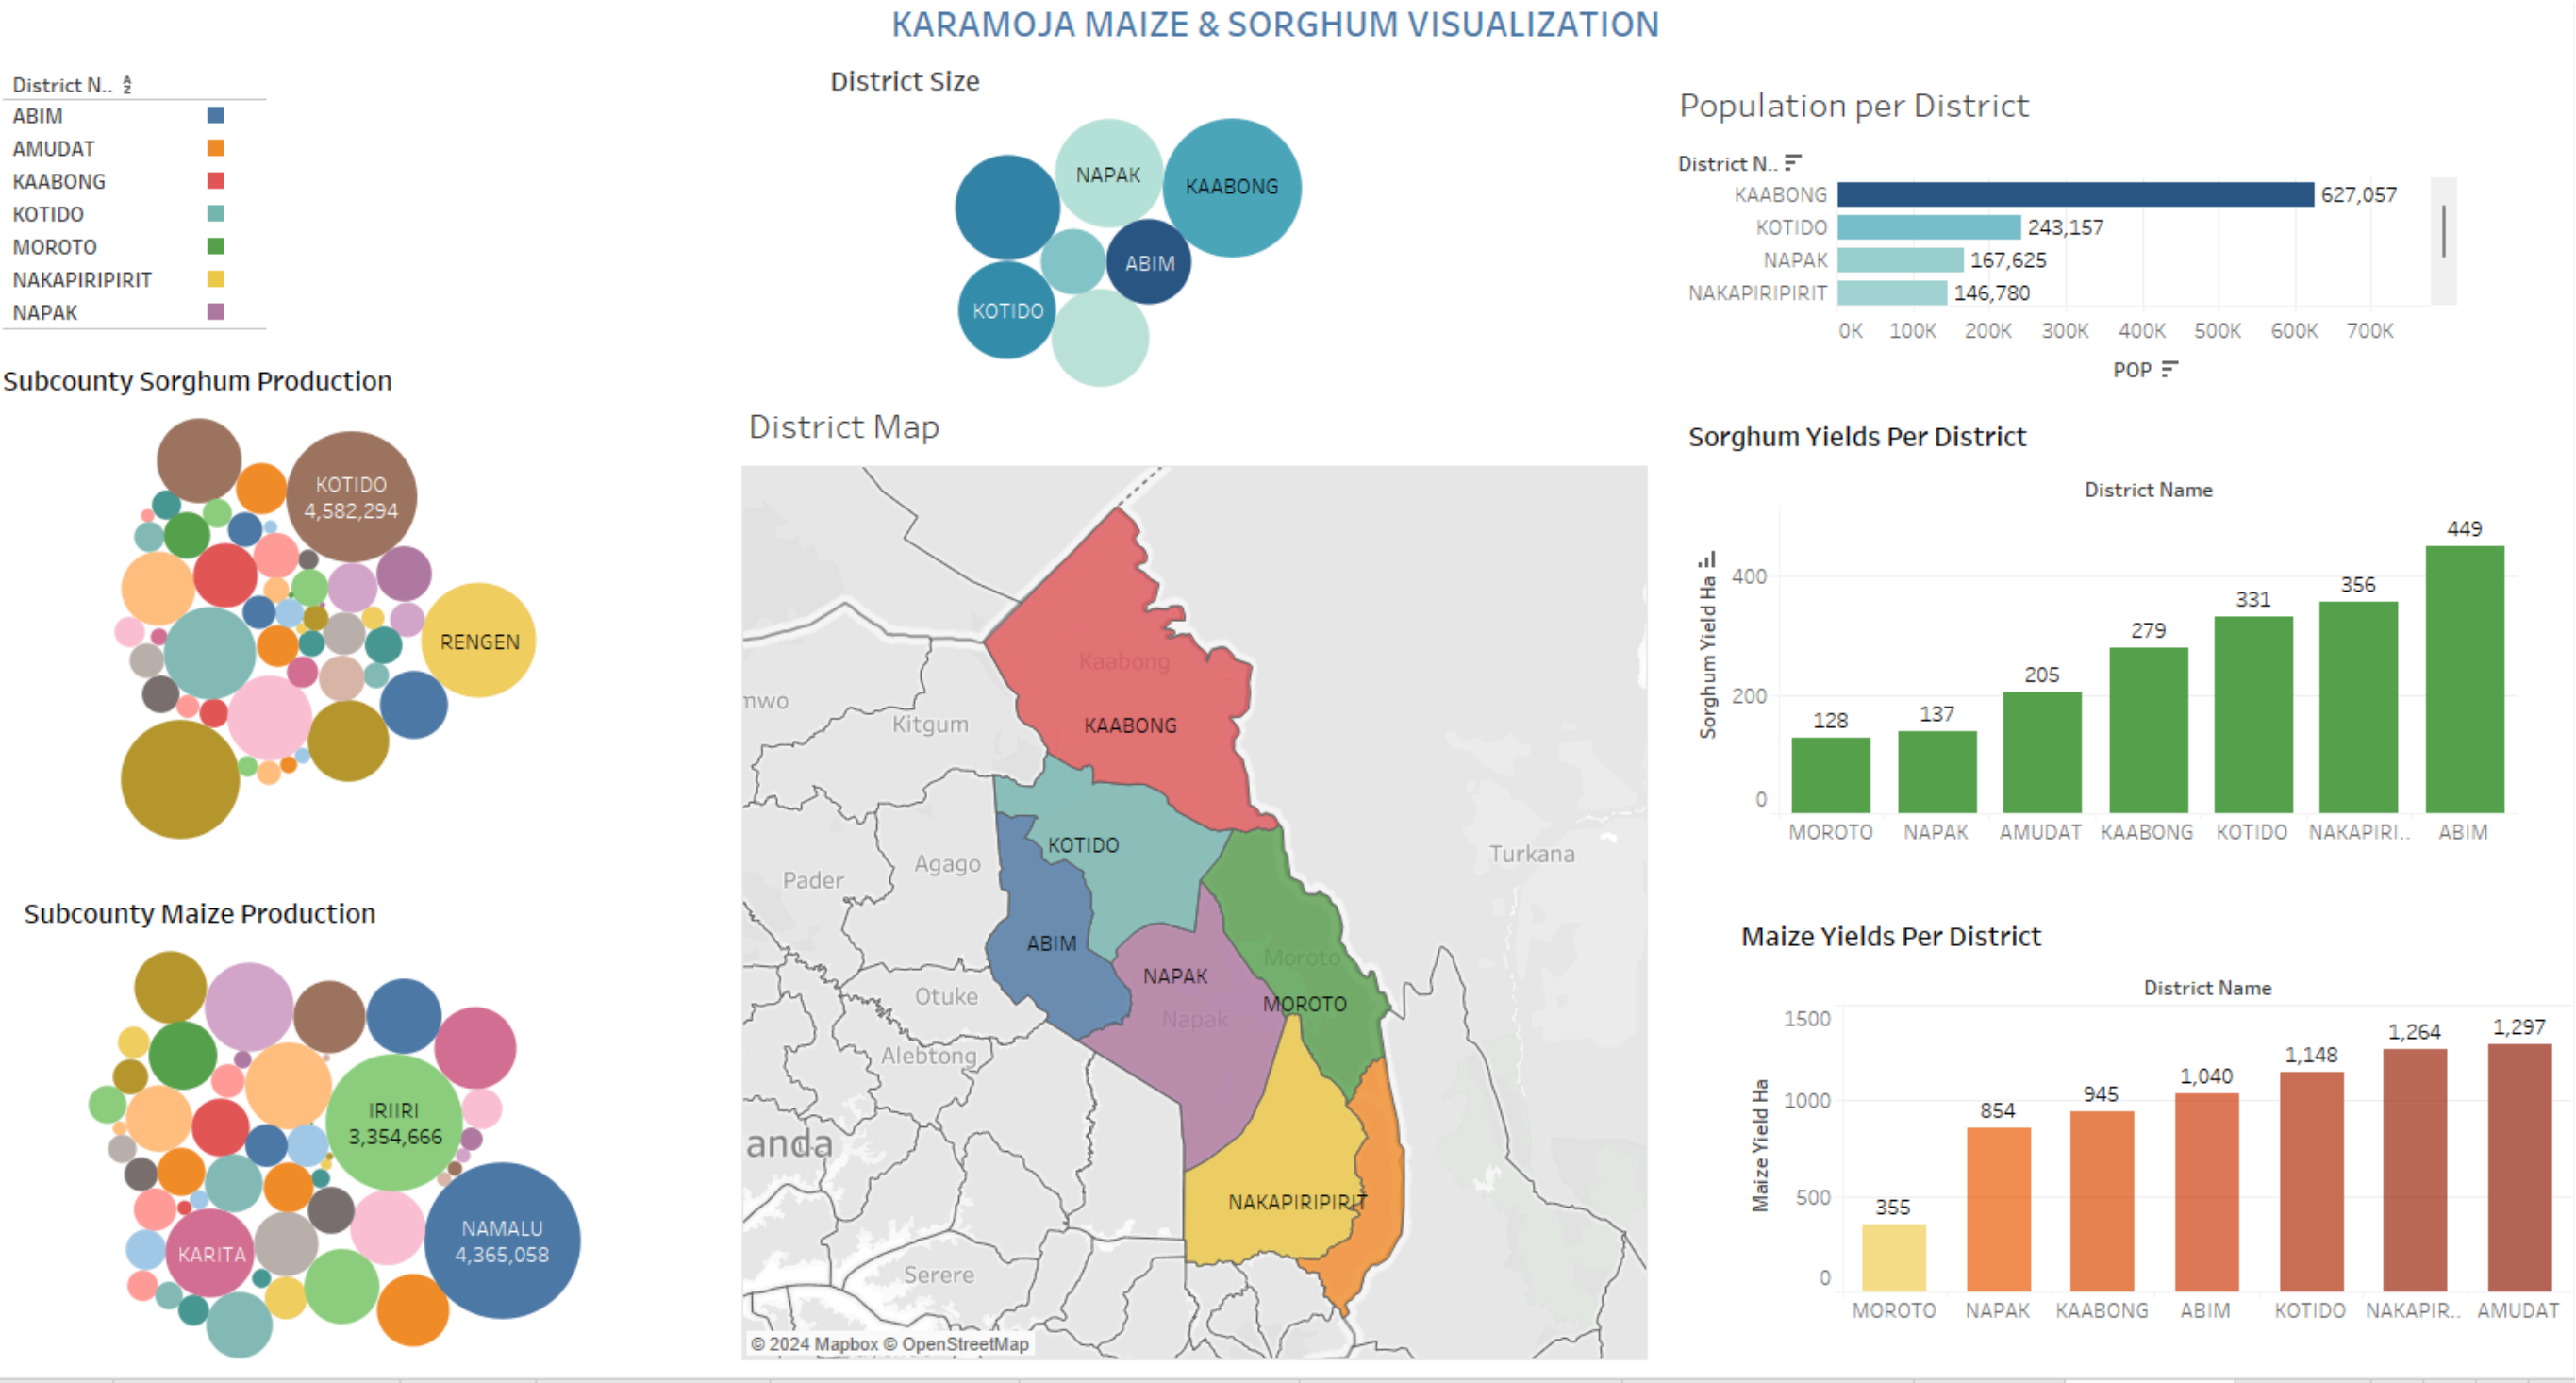 KARAMOJA MAIZE & SORGHUM VISUALIZATION
District N..
ABIM
AMUDAT
KAABONG
KOTIDO
MOROTO
NAKAPIRIPIRIT
NAPAK
District Size
NAPAK
KAABONG
ABIM
KOTIDO
Population per District
District N..
KAABONG 627,057
KOTIDO 243,157
NAPAK 167,625
NAKAPIRIPIRIT 146,780
0K 100K 200K 300K 400K 500K 600K 700K
POP
Subcounty Sorghum Production
KOTIDO
4,582,294
RENGEN
Subcounty Maize Production
IRIIRI
3,354,666
NAMALU
4,365,058
KARITA
District Map
Kaabong
KAABONG
mwo
Kitgum
KOTIDO
Agago
Pader
Turkana
ABIM
Moroto
NAPAK
Otuke
MOROTO
Napak
Alebtong
anda
NAKAPIRIPIRIT
Serere
© 2024 Mapbox © OpenStreetMap
Sorghum Yields Per District
District Name
Sorghum Yield Ha
400
200
0
128
137
205
279
331
356
449
MOROTO NAPAK AMUDAT KAABONG KOTIDO NAKAPIRI.. ABIM
Maize Yields Per District
District Name
Maize Yield Ha
1500
1000
500
0
355
854
945
1,040
1,148
1,264
1,297
MOROTO NAPAK KAABONG ABIM KOTIDO NAKAPIR.. AMUDAT